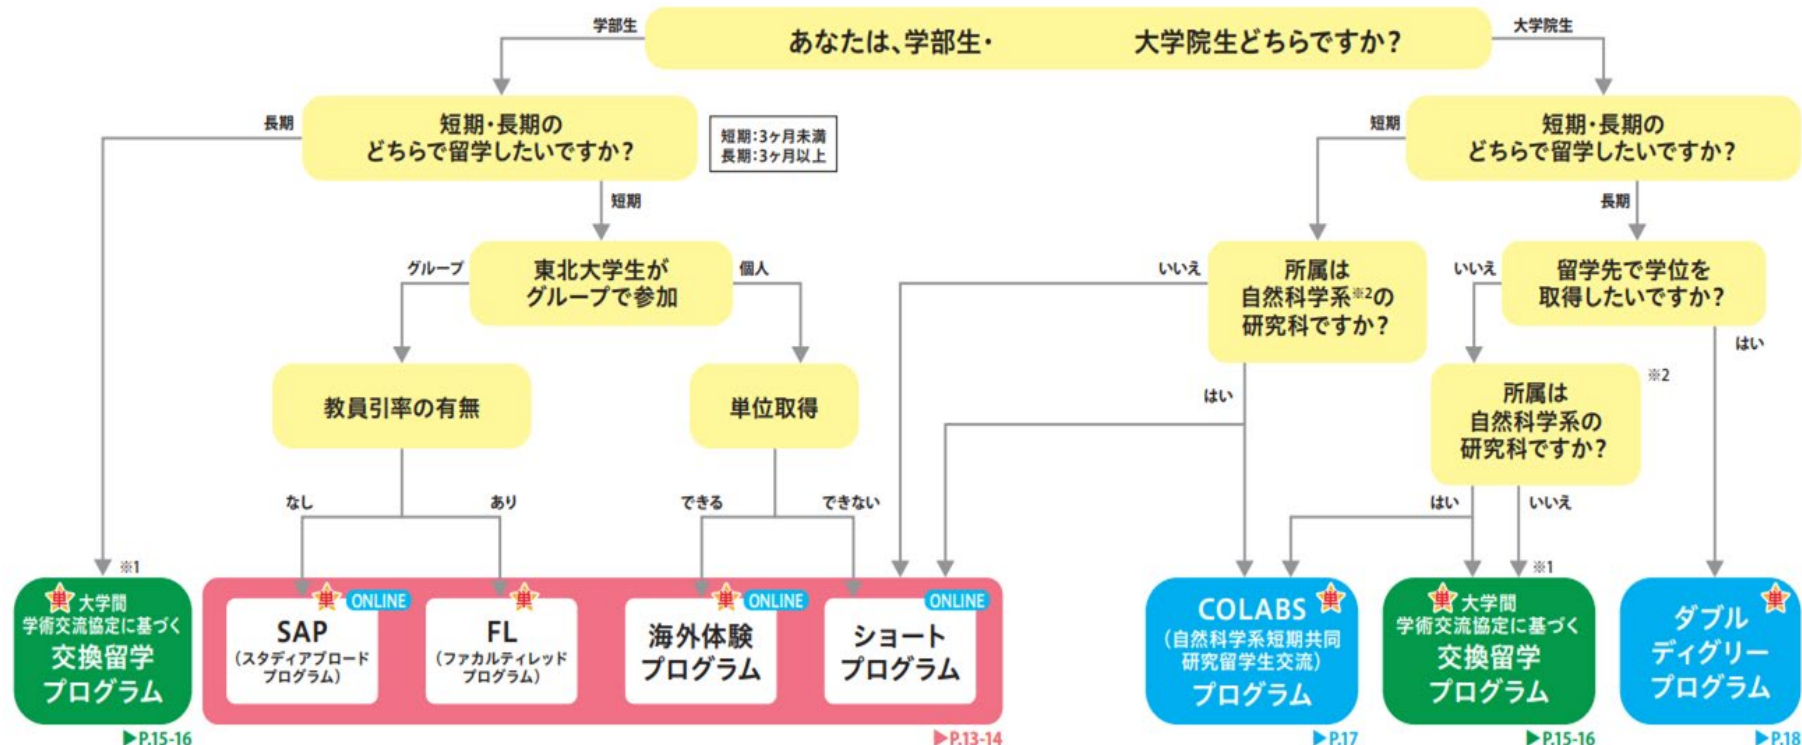 あなたは、学部生・ 大学院生どちらですか？
学部生
大学院生
長期
短期・長期の
どちらで留学したいですか？
短期：3ヶ月未満
長期：3ヶ月以上
短期
短期・長期の
どちらで留学したいですか？
短期
長期
グループ
東北大学生が
グループで参加
個人
いいえ
所属は
自然科学系※2の
研究科ですか？
いいえ
留学先で学位を
取得したいですか？
はい
教員引率の有無
単位取得
はい
所属は
自然科学系の
研究科ですか？
※2
なし
あり
できる
できない
はい
いいえ
※1
単 大学間
学術交流協定に基づく
交換留学
プログラム
▶P.15-16
単 ONLINE
SAP
（スタディアブロード
プログラム）
単
FL
（ファカルティレッド
プログラム）
単 ONLINE
海外体験
プログラム
ONLINE
ショート
プログラム
▶P.13-14
COLABS 単
（自然科学系短期共同
研究留学生交流）
プログラム
▶P.17
※1
単 大学間
学術交流協定に基づく
交換留学
プログラム
▶P.15-16
単
ダブル
ディグリー
プログラム
▶P.18